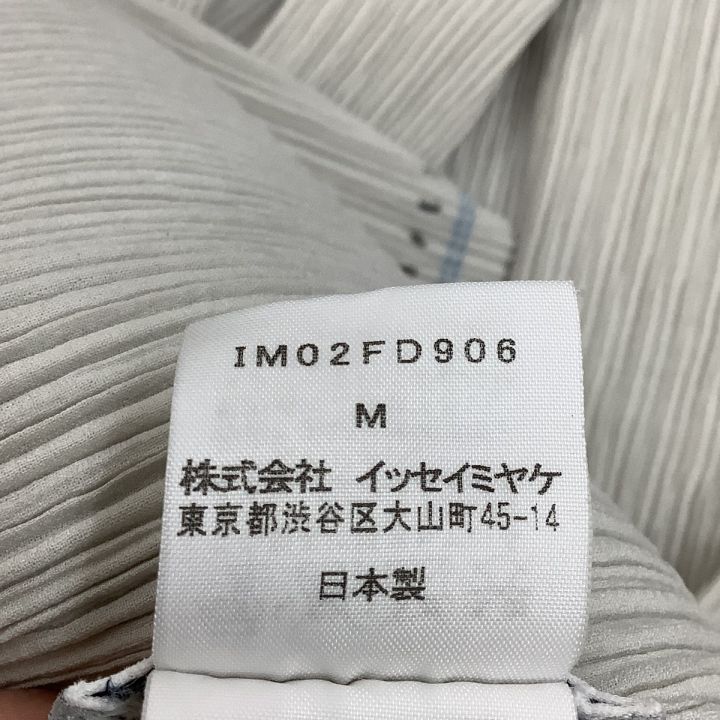 IM02FD906
M
株式会社 イッセイミヤケ
東京都渋谷区大山町45-14
日本製